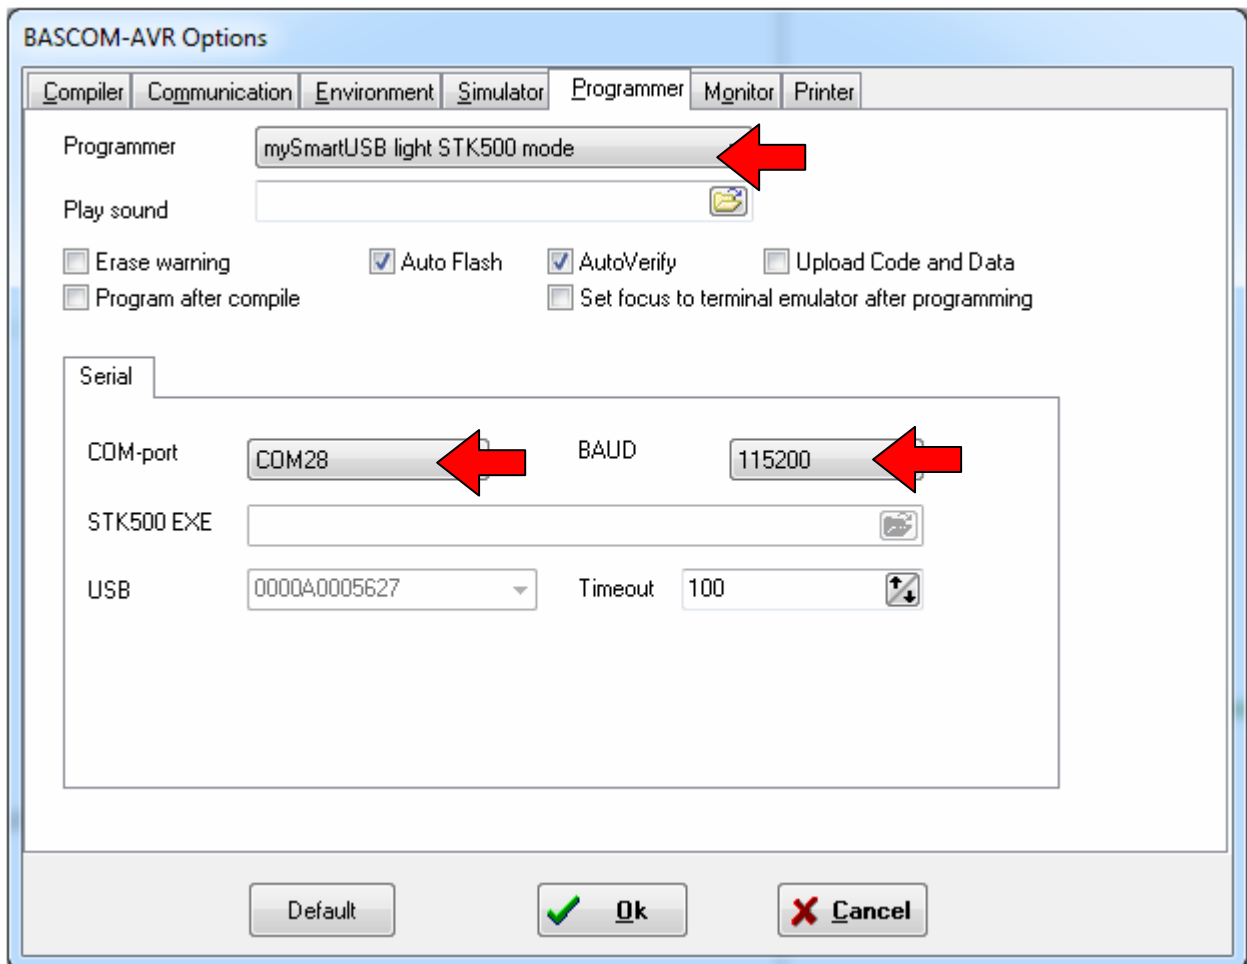 BASCOM-AVR Options
Compiler Communication Environment Simulator Programmer Monitor Printer
Programmer mySmartUSB light STK500 mode
Play sound
Erase warning Auto Flash AutoVerify Upload Code and Data
Program after compile Set focus to terminal emulator after programming
Serial
COM-port COM28 BAUD 115200
STK500 EXE
USB 0000A0005627 Timeout 100
Default Ok Cancel